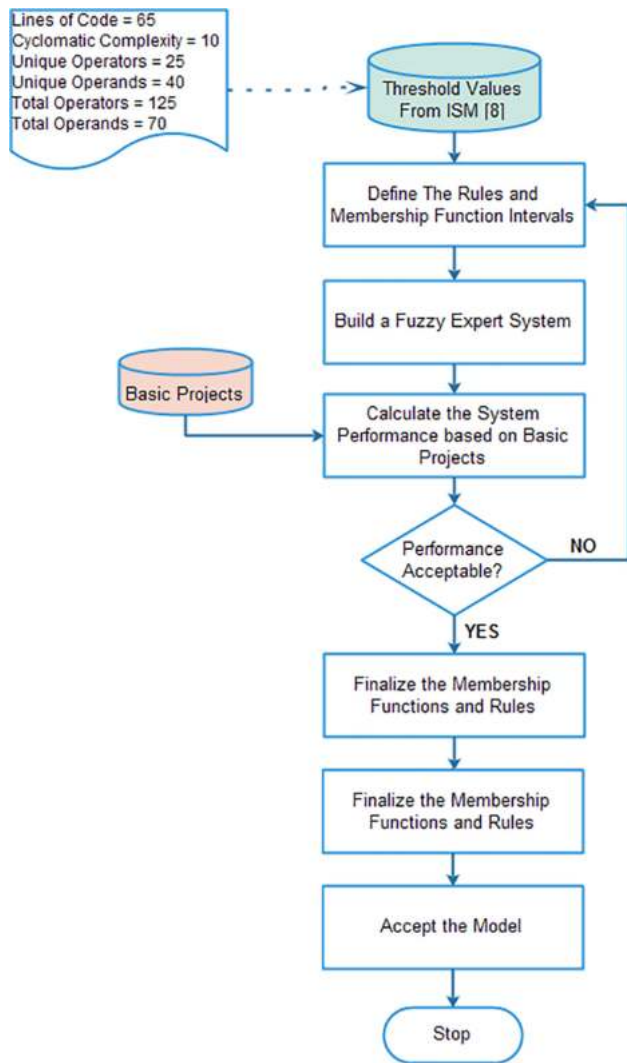 Lines of Code = 65
Cyclomatic Complexity = 10
Unique Operators = 25
Unique Operands = 40
Total Operators = 125
Total Operands = 70
Threshold Values
From ISM [8]
Define The Rules and
Membership Function Intervals
Build a Fuzzy Expert System
Basic Projects
Calculate the System
Performance based on Basic
Projects
Performance
Acceptable?
NO
YES
Finalize the Membership
Functions and Rules
Finalize the Membership
Functions and Rules
Accept the Model
Stop